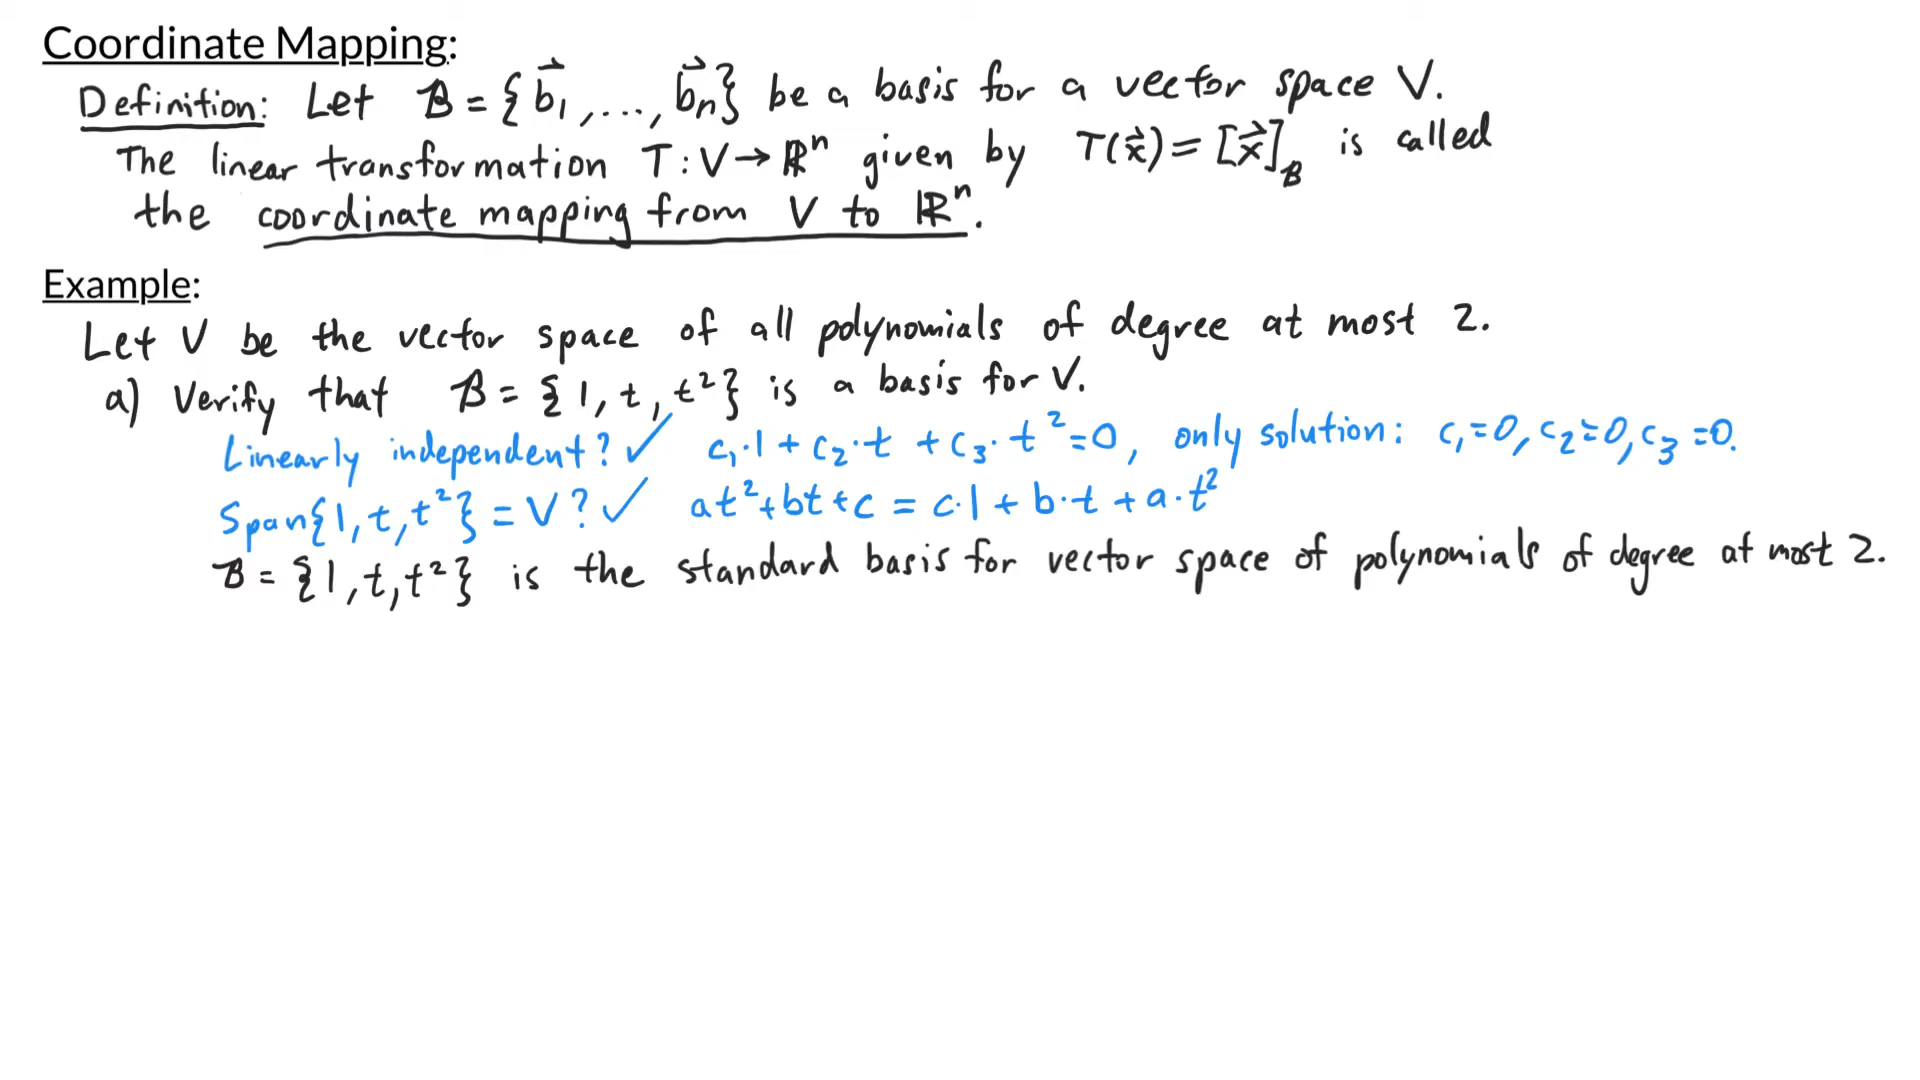 Coordinate Mapping:
Definition: Let ℬ = {b⃗₁, ..., b⃗ₙ} be a basis for a vector space V.
The linear transformation T: V → ℝⁿ given by T(x⃗) = [x⃗]_ℬ is called
the coordinate mapping from V to ℝⁿ.
Example:
Let V be the vector space of all polynomials of degree at most 2.
a) Verify that ℬ = {1, t, t²} is a basis for V.
Linearly independent? ✓ c₁·1 + c₂·t + c₃·t² = 0, only solution: c₁=0, c₂=0, c₃=0.
Span{1, t, t²} = V? ✓ at²+bt+c = c·1 + b·t + a·t²
ℬ = {1, t, t²} is the standard basis for vector space of polynomials of degree at most 2.